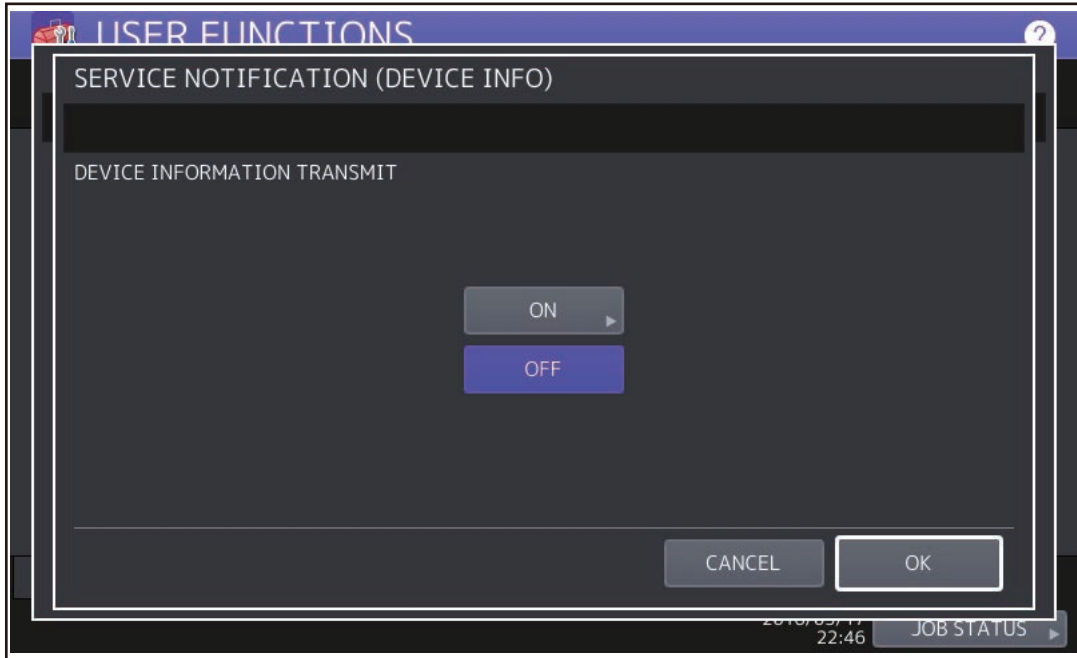 USER FUNCTIONS
?
SERVICE NOTIFICATION (DEVICE INFO)
DEVICE INFORMATION TRANSMIT
ON
OFF
CANCEL
OK
22:46
JOB STATUS